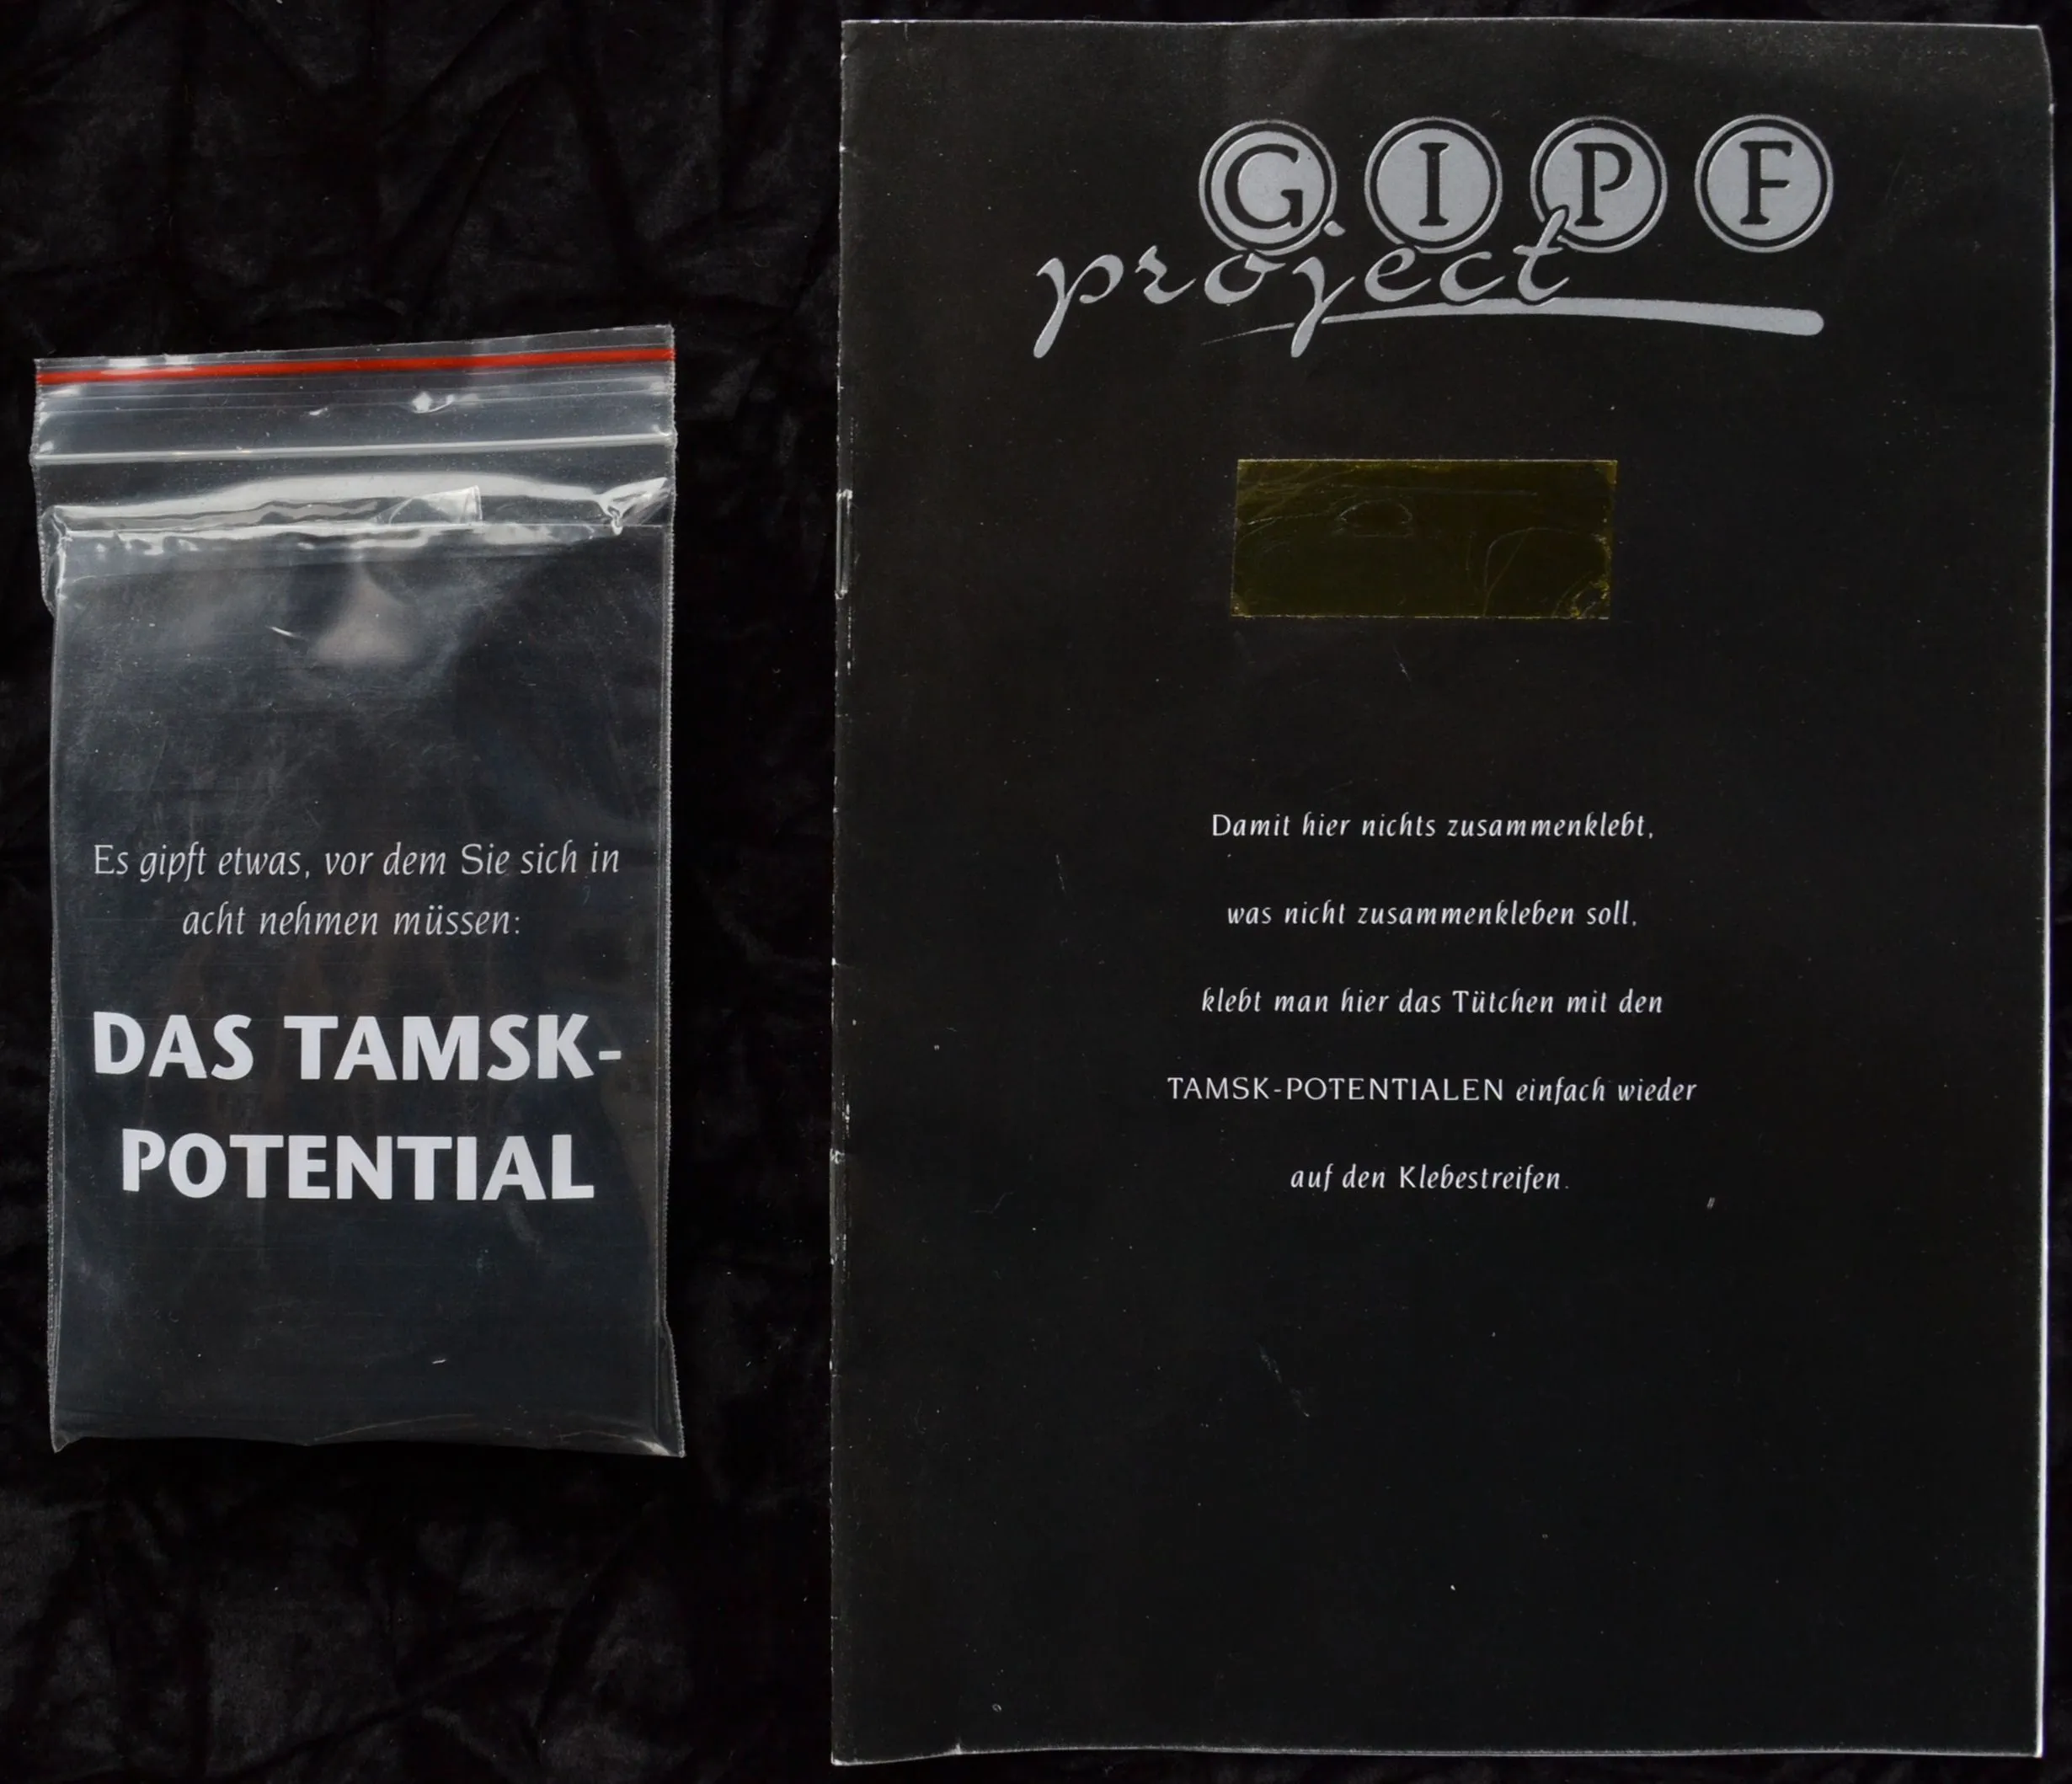 Es gipft etwas, vor dem Sie sich in
acht nehmen müssen:
DAS TAMSK-
POTENTIAL
GIPF
project
Damit hier nichts zusammenklebt,
was nicht zusammenkleben soll,
klebt man hier das Tütchen mit den
TAMSK-POTENTIALEN einfach wieder
auf den Klebestreifen.